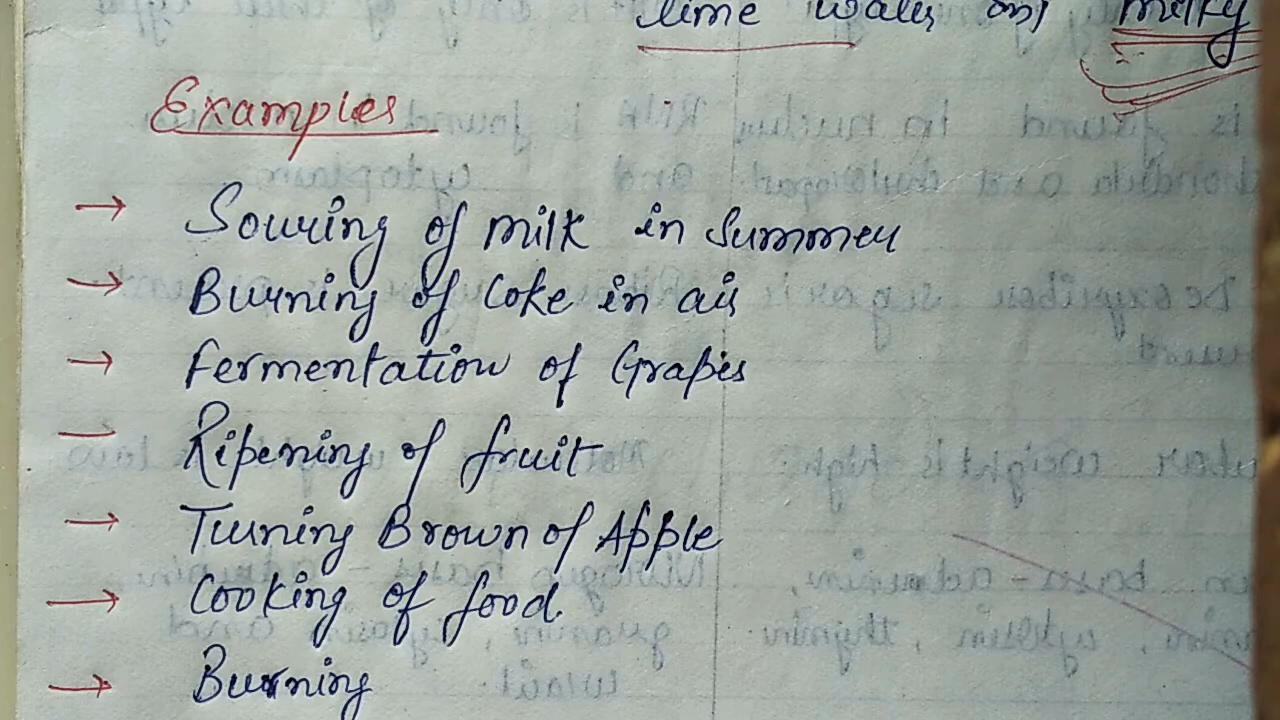 lime water milky
Examples
→ Souring of milk in Summer
→ Burning of Coke in air
→ Fermentation of Grapes
— Ripening of fruit
→ Turning Brown of Apple
→ Cooking of food.
→ Burning